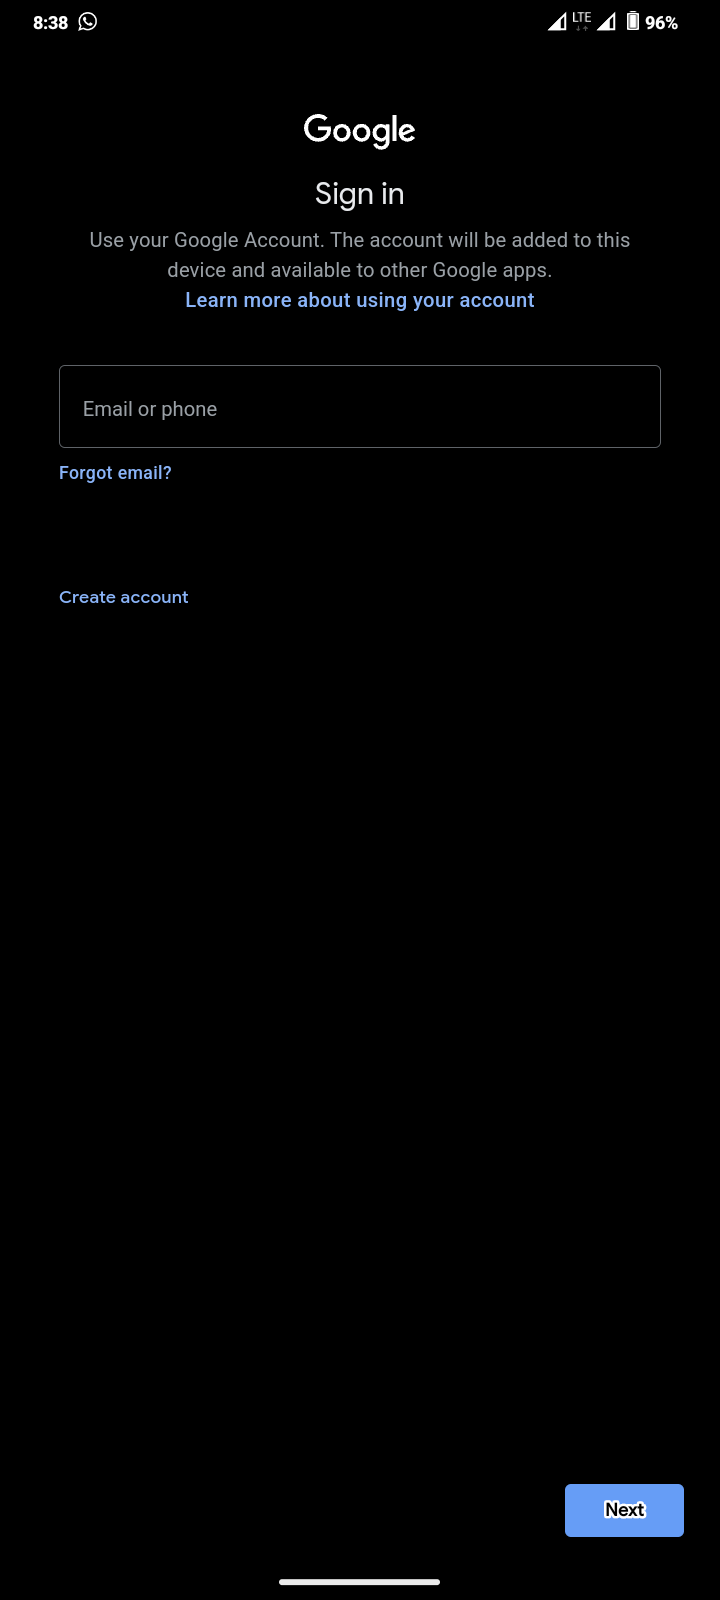 8:38 LTE 96%
Google
Sign in
Use your Google Account. The account will be added to this
device and available to other Google apps.
Learn more about using your account
Email or phone
Forgot email?
Create account
Next